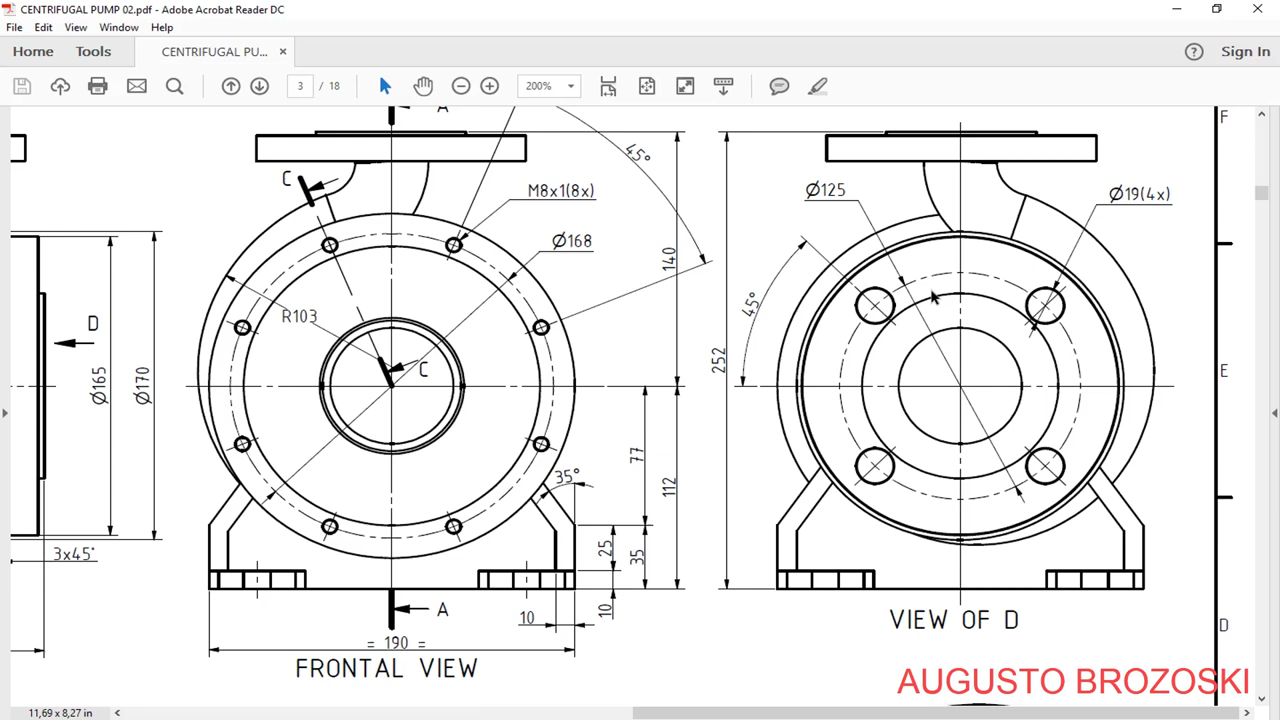 CENTRIFUGAL PUMP 02.pdf - Adobe Acrobat Reader DC
File Edit View Window Help
Home Tools CENTRIFUGAL PU... × Sign In
3 / 18 200%
A
C
45°
M8x1(8x)
Ø168
Ø125
Ø19(4x)
F
140
45°
R103
D
C
252
E
Ø165
Ø170
77
112
35°
3x45°
25
35
10
10
A
= 190 =
FRONTAL VIEW
VIEW OF D
D
AUGUSTO BROZOSKI
11,69 x 8,27 in